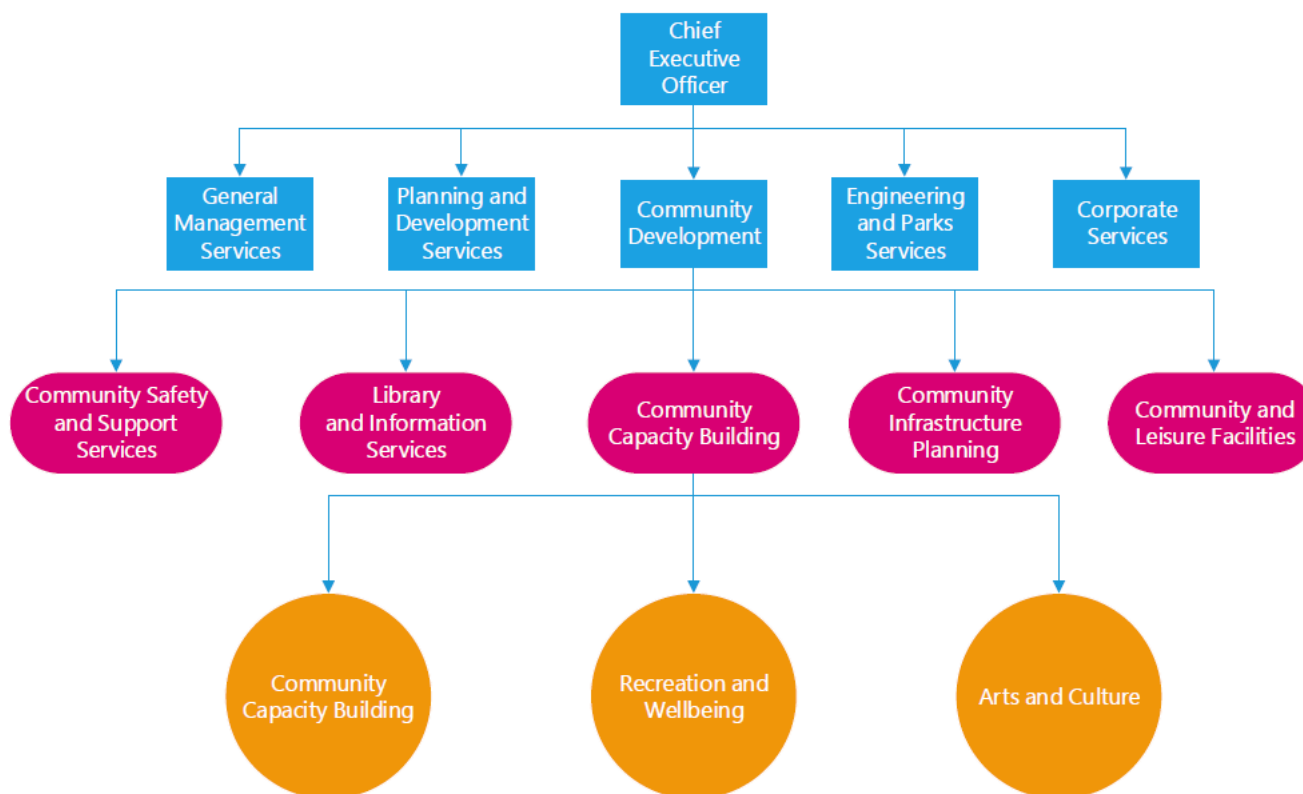 Chief
Executive
Officer
General
Management
Services
Planning and
Development
Services
Community
Development
Engineering
and Parks
Services
Corporate
Services
Community Safety
and Support
Services
Library
and Information
Services
Community
Capacity Building
Community
Infrastructure
Planning
Community and
Leisure Facilities
Community
Capacity Building
Recreation and
Wellbeing
Arts and Culture